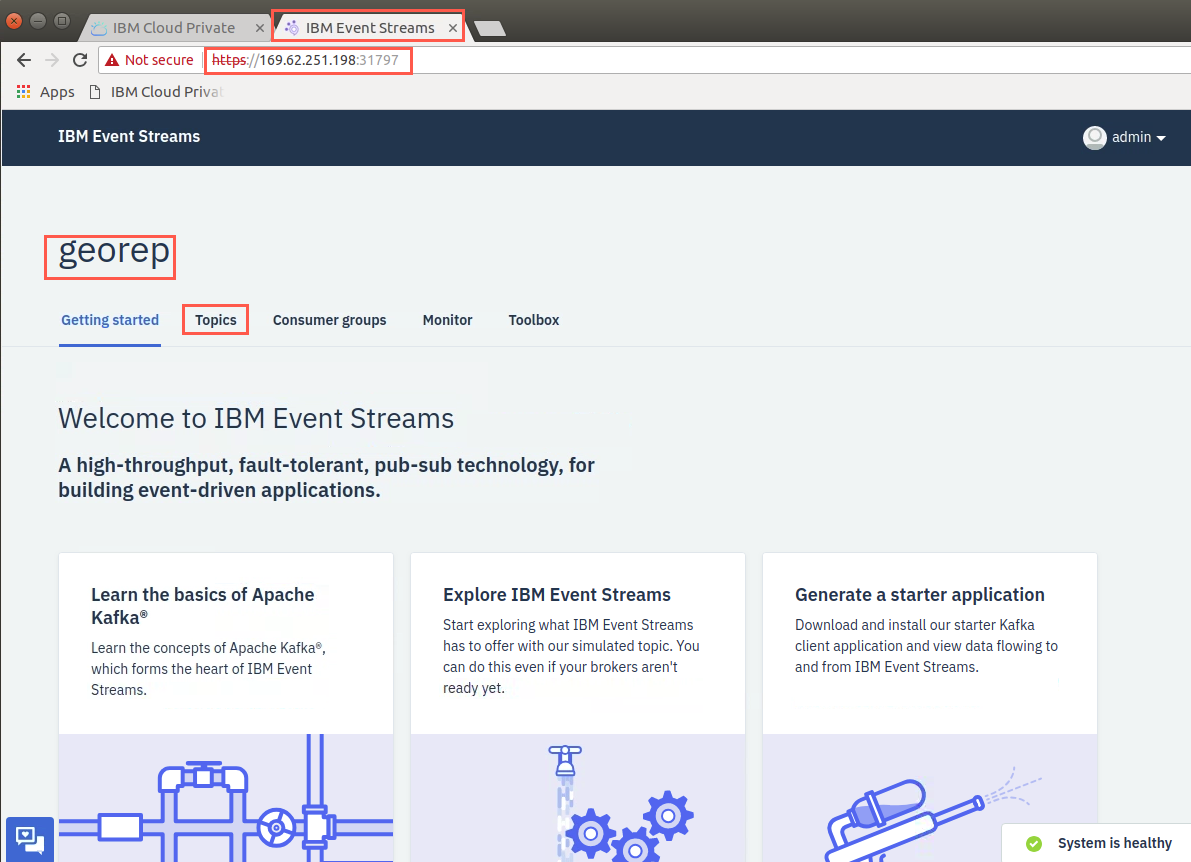 IBM Cloud Private
IBM Event Streams
Not secure
https://169.62.251.198:31797
Apps
IBM Cloud Privat
IBM Event Streams
admin
georep
Getting started
Topics
Consumer groups
Monitor
Toolbox
Welcome to IBM Event Streams
A high-throughput, fault-tolerant, pub-sub technology, for
building event-driven applications.
Learn the basics of Apache
Kafka®
Learn the concepts of Apache Kafka®,
which forms the heart of IBM Event
Streams.
Explore IBM Event Streams
Start exploring what IBM Event Streams
has to offer with our simulated topic. You
can do this even if your brokers aren't
ready yet.
Generate a starter application
Download and install our starter Kafka
client application and view data flowing to
and from IBM Event Streams.
System is healthy